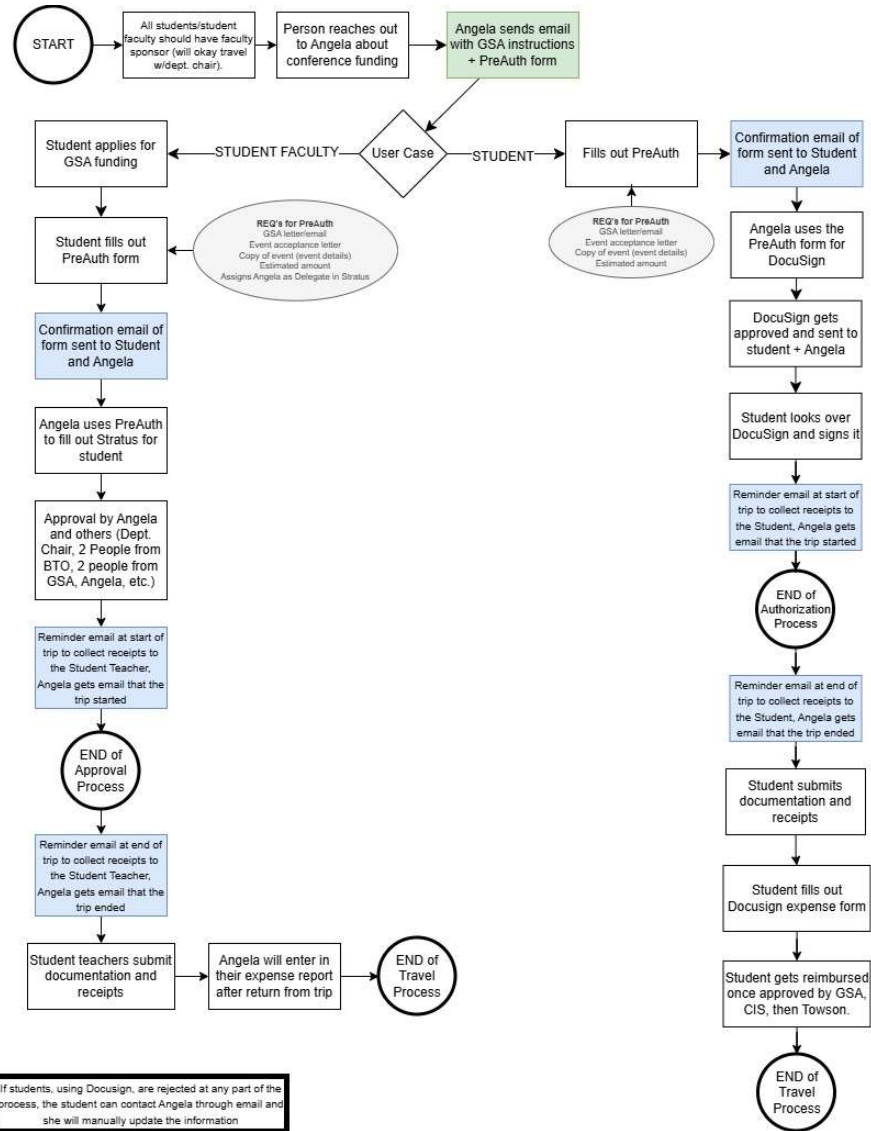 START
All students/student
faculty should have faculty
sponsor (will okay travel
w/dept. chair).
Person reaches out
to Angela about
conference funding
Angela sends email
with GSA instructions
+ PreAuth form
User Case
STUDENT FACULTY
STUDENT
Student applies for
GSA funding
Student fills out
PreAuth form
REQ's for PreAuth
GSA letter/email
Event acceptance letter
Copy of event (event details)
Estimated amount
Assigns Angela as Delegate in Stratus
Confirmation email of
form sent to Student
and Angela
Angela uses PreAuth
to fill out Stratus for
student
Approval by Angela
and others (Dept.
Chair, 2 People from
BTO, 2 people from
GSA, Angela, etc.)
Reminder email at start of
trip to collect receipts to
the Student Teacher,
Angela gets email that the
trip started
END of
Approval
Process
Reminder email at end of
trip to collect receipts to
the Student Teacher,
Angela gets email that the
trip ended
Student teachers submit
documentation and
receipts
Angela will enter in
their expense report
after return from trip
END of
Travel
Process
Fills out PreAuth
REQ's for PreAuth
GSA letter/email
Event acceptance letter
Copy of event (event details)
Estimated amount
Confirmation email of
form sent to Student
and Angela
Angela uses the
PreAuth form for
DocuSign
DocuSign gets
approved and sent to
student + Angela
Student looks over
DocuSign and signs it
Reminder email at start of
trip to collect receipts to
the Student, Angela gets
email that the trip started
END of
Authorization
Process
Reminder email at end of
trip to collect receipts to
the Student, Angela gets
email that the trip ended
Student submits
documentation and
receipts
Student fills out
Docusign expense form
Student gets reimbursed
once approved by GSA,
CIS, then Towson.
END of
Travel
Process
If students, using Docusign, are rejected at any part of the
process, the student can contact Angela through email and
she will manually update the information